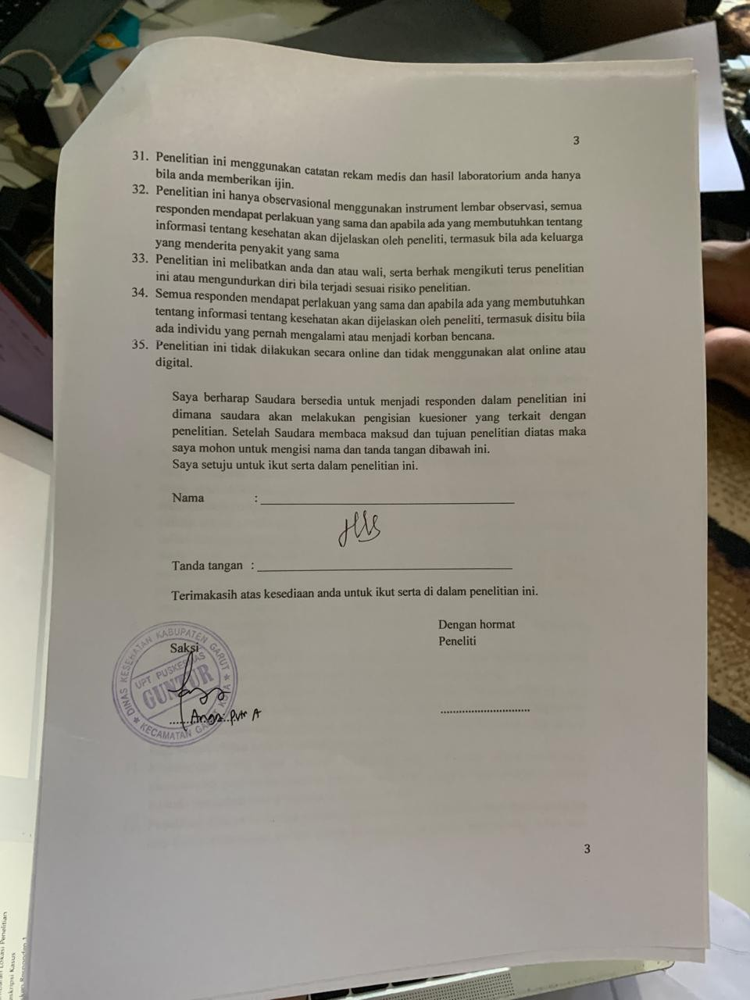 3
31. Penelitian ini menggunakan catatan rekam medis dan hasil laboratorium anda hanya
bila anda memberikan ijin.
32. Penelitian ini hanya observasional menggunakan instrument lembar observasi, semua
responden mendapat perlakuan yang sama dan apabila ada yang membutuhkan tentang
informasi tentang kesehatan akan dijelaskan oleh peneliti, termasuk bila ada keluarga
yang menderita penyakit yang sama
33. Penelitian ini melibatkan anda dan atau wali, serta berhak mengikuti terus penelitian
ini atau mengundurkan diri bila terjadi sesuai risiko penelitian.
34. Semua responden mendapat perlakuan yang sama dan apabila ada yang membutuhkan
tentang informasi tentang kesehatan akan dijelaskan oleh peneliti, termasuk disitu bila
ada individu yang pernah mengalami atau menjadi korban bencana.
35. Penelitian ini tidak dilakukan secara online dan tidak menggunakan alat online atau
digital.
Saya berharap Saudara bersedia untuk menjadi responden dalam penelitian ini
dimana saudara akan melakukan pengisian kuesioner yang terkait dengan
penelitian. Setelah Saudara membaca maksud dan tujuan penelitian diatas maka
saya mohon untuk mengisi nama dan tanda tangan dibawah ini.
Saya setuju untuk ikut serta dalam penelitian ini.
Nama :
Tanda tangan :
Terimakasih atas kesediaan anda untuk ikut serta di dalam penelitian ini.
Dengan hormat
Peneliti
Saksi
DINAS KESEHATAN KABUPATEN GARUT
UPT PUSKESMAS
GUNTUR
KECAMATAN GARUT KOTA
A
3
Lokasi Penelitian
Kasus